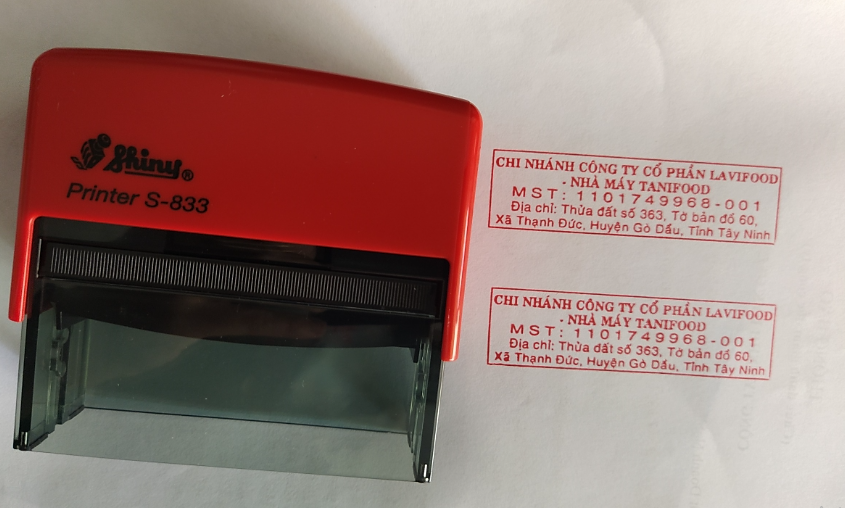 Shiny®
Printer S-833
CHI NHÁNH CÔNG TY CỔ PHẦN LAVIFOOD
- NHÀ MÁY TANIFOOD
MST: 1101749968-001
Địa chỉ: Thửa đất số 363, Tờ bản đồ 60,
Xã Thạnh Đức, Huyện Gò Dầu, Tỉnh Tây Ninh
CHI NHÁNH CÔNG TY CỔ PHẦN LAVIFOOD
- NHÀ MÁY TANIFOOD
MST: 1101749968-001
Địa chỉ: Thửa đất số 363, Tờ bản đồ 60,
Xã Thạnh Đức, Huyện Gò Dầu, Tỉnh Tây Ninh